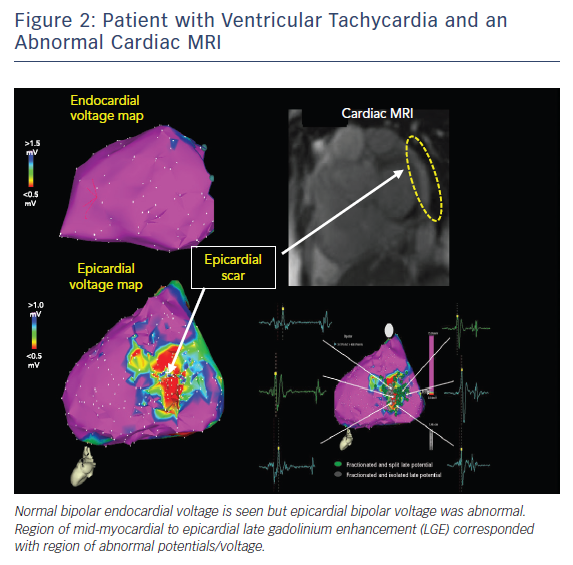 Figure 2: Patient with Ventricular Tachycardia and an
Abnormal Cardiac MRI
Endocardial
voltage map
Cardiac MRI
>1.5
mV
<0.5
mV
Epicardial
scar
Epicardial
voltage map
>1.0
mV
<0.5
mV
Fractionated and split late potential
Fractionated and isolated late potential
Normal bipolar endocardial voltage is seen but epicardial bipolar voltage was abnormal.
Region of mid-myocardial to epicardial late gadolinium enhancement (LGE) corresponded
with region of abnormal potentials/voltage.